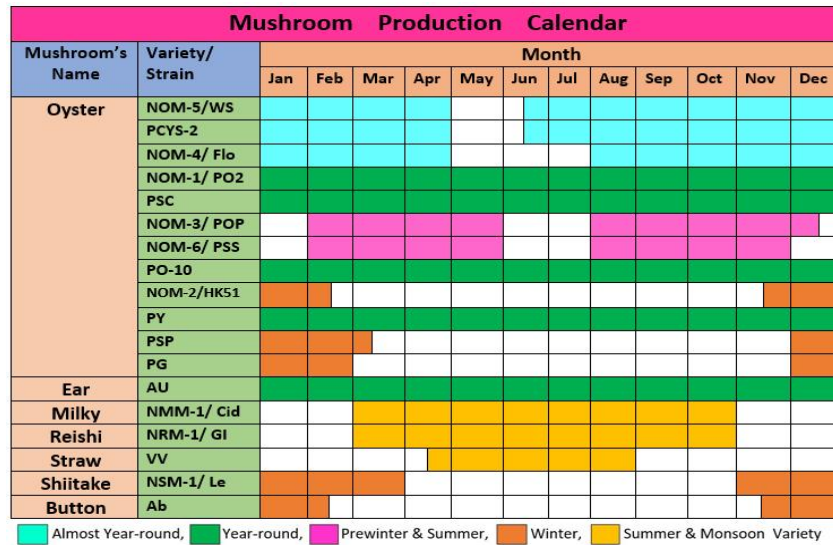 Mushroom Production Calendar
Mushroom's Name Variety/ Strain Month
Jan Feb Mar Apr May Jun Jul Aug Sep Oct Nov Dec
Oyster NOM-5/WS
PCYS-2
NOM-4/ Flo
NOM-1/ PO2
PSC
NOM-3/ POP
NOM-6/ PSS
PO-10
NOM-2/HK51
PY
PSP
PG
Ear AU
Milky NMM-1/ Cid
Reishi NRM-1/ GI
Straw VV
Shiitake NSM-1/ Le
Button Ab
Almost Year-round, Year-round, Prewinter & Summer, Winter, Summer & Monsoon Variety